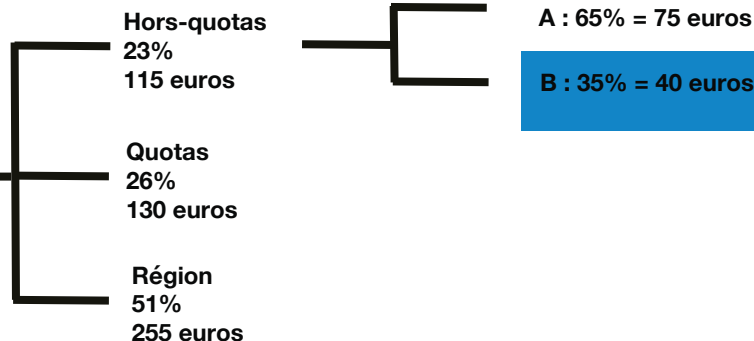 Hors-quotas
23%
115 euros
A : 65% = 75 euros
B : 35% = 40 euros
Quotas
26%
130 euros
Région
51%
255 euros